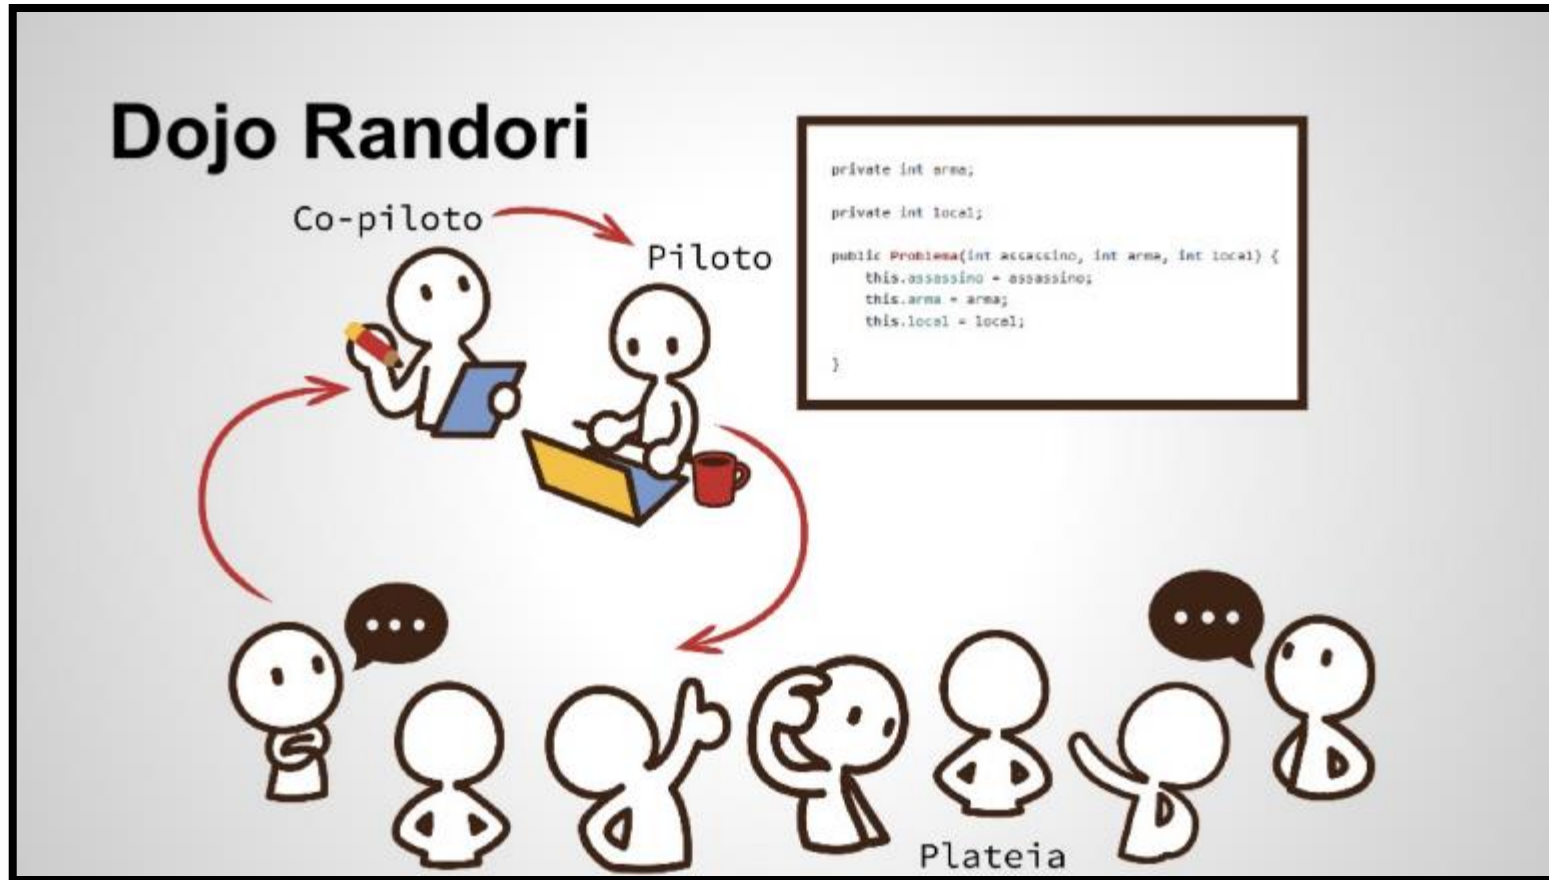 Dojo Randori
Co-piloto
Piloto
private int arma;
private int local;
public Problema(int assassino, int arma, int local) {
this.assassino = assassino;
this.arma = arma;
this.local = local;
}
Plateia